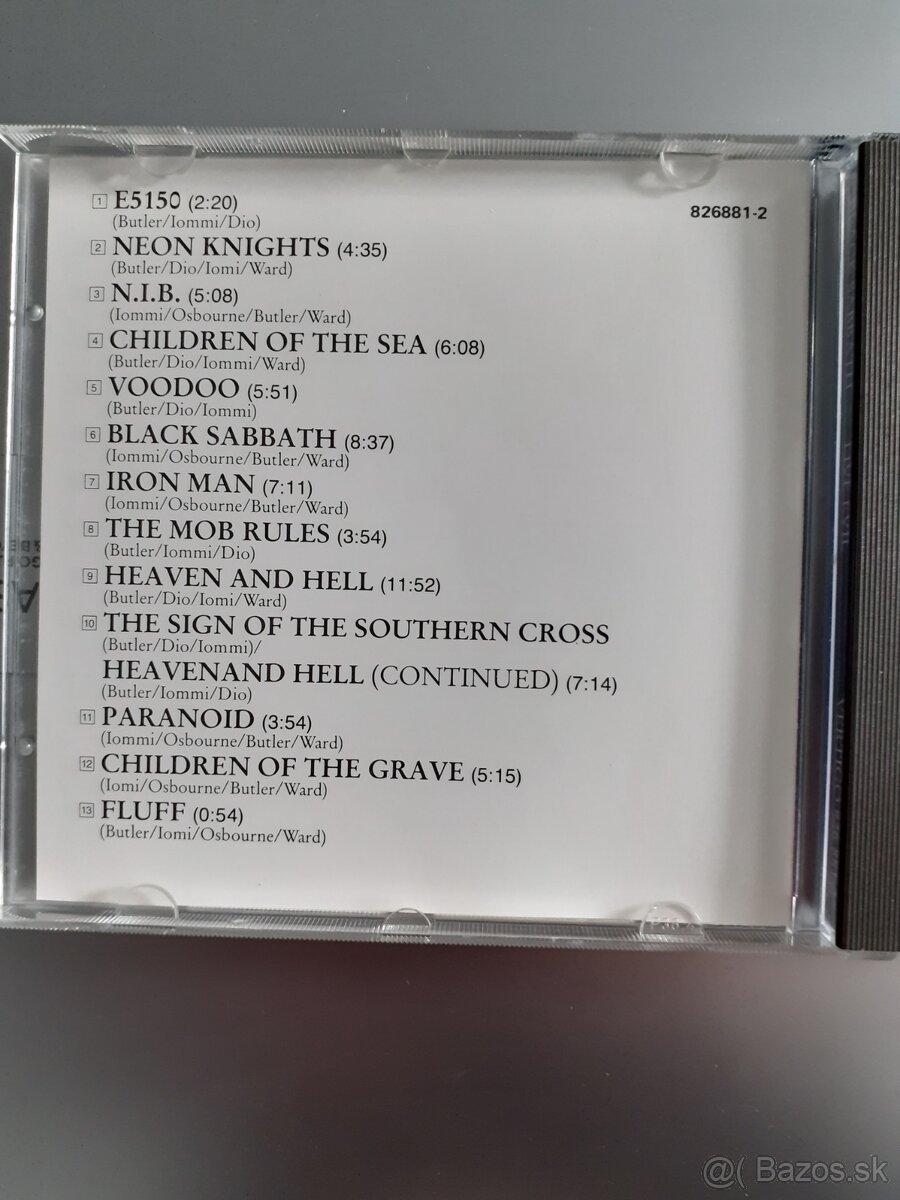 826881-2
1 E5150 (2:20)
(Butler/Iommi/Dio)
2 NEON KNIGHTS (4:35)
(Butler/Dio/Iomi/Ward)
3 N.I.B. (5:08)
(Iommi/Osbourne/Butler/Ward)
4 CHILDREN OF THE SEA (6:08)
(Butler/Dio/Iommi/Ward)
5 VOODOO (5:51)
(Butler/Dio/Iommi)
6 BLACK SABBATH (8:37)
(Iommi/Osbourne/Butler/Ward)
7 IRON MAN (7:11)
(Iommi/Osbourne/Butler/Ward)
8 THE MOB RULES (3:54)
(Butler/Iommi/Dio)
9 HEAVEN AND HELL (11:52)
(Butler/Dio/Iomi/Ward)
10 THE SIGN OF THE SOUTHERN CROSS
(Butler/Dio/Iommi)/
HEAVENAND HELL (CONTINUED) (7:14)
(Butler/Iommi/Dio)
11 PARANOID (3:54)
(Iommi/Osbourne/Butler/Ward)
12 CHILDREN OF THE GRAVE (5:15)
(Iomi/Osbourne/Butler/Ward)
13 FLUFF (0:54)
(Butler/Iomi/Osbourne/Ward)
@( Bazos.sk